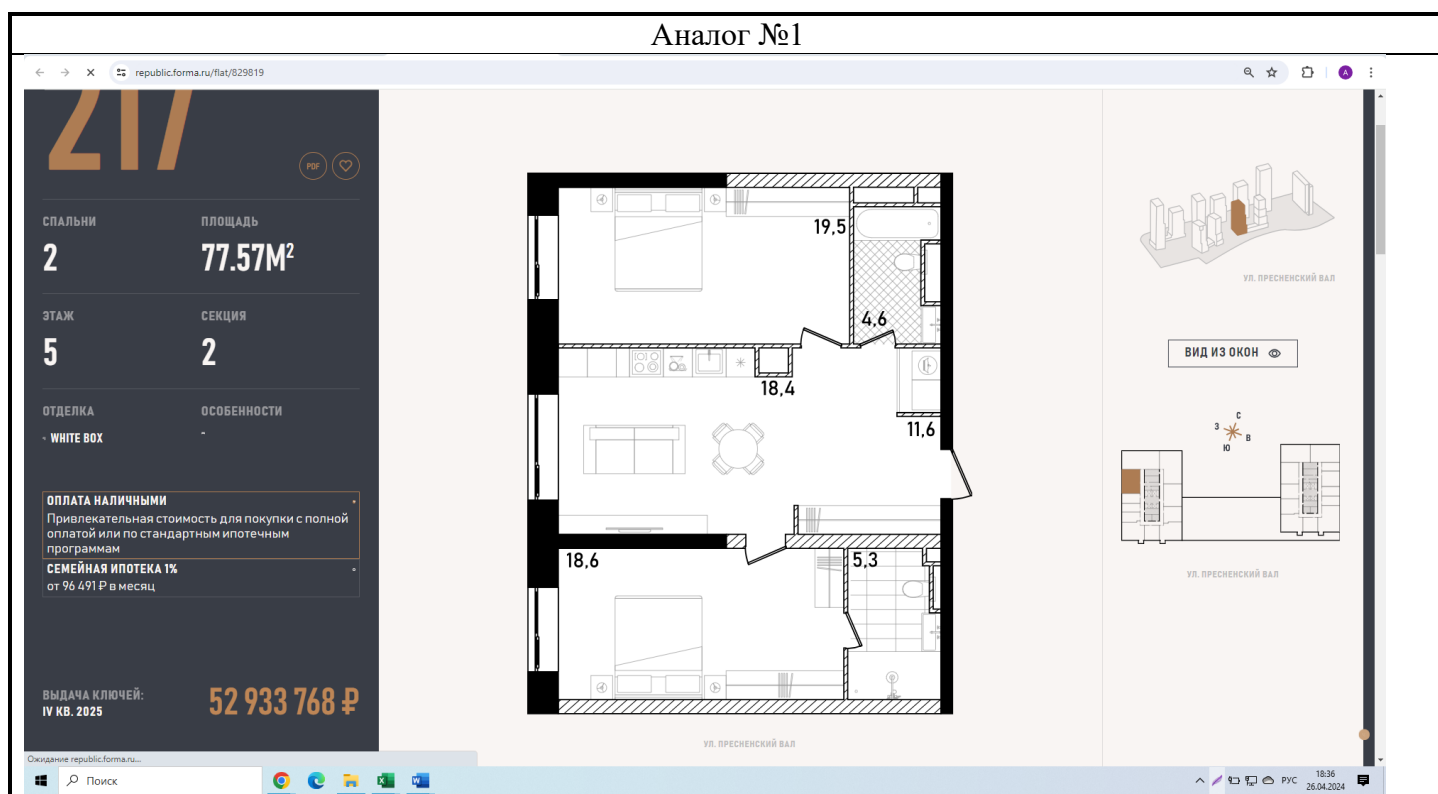 Аналог №1
republic.forma.ru/flat/829819
A
217
PDF
СПАЛЬНИ ПЛОЩАДЬ
2 77.57М²
ЭТАЖ СЕКЦИЯ
5 2
ОТДЕЛКА ОСОБЕННОСТИ
- WHITE BOX -
ОПЛАТА НАЛИЧНЫМИ
Привлекательная стоимость для покупки с полной
оплатой или по стандартным ипотечным
программам
СЕМЕЙНАЯ ИПОТЕКА 1%
от 96 491 ₽ в месяц
ВЫДАЧА КЛЮЧЕЙ:
IV КВ. 2025
52 933 768 ₽
19,5
4,6
18,4
11,6
18,6
5,3
УЛ. ПРЕСНЕНСКИЙ ВАЛ
УЛ. ПРЕСНЕНСКИЙ ВАЛ
ВИД ИЗ ОКОН
С
З
В
Ю
УЛ. ПРЕСНЕНСКИЙ ВАЛ
Ожидание republic.forma.ru...
Поиск
РУС
18:36
26.04.2024